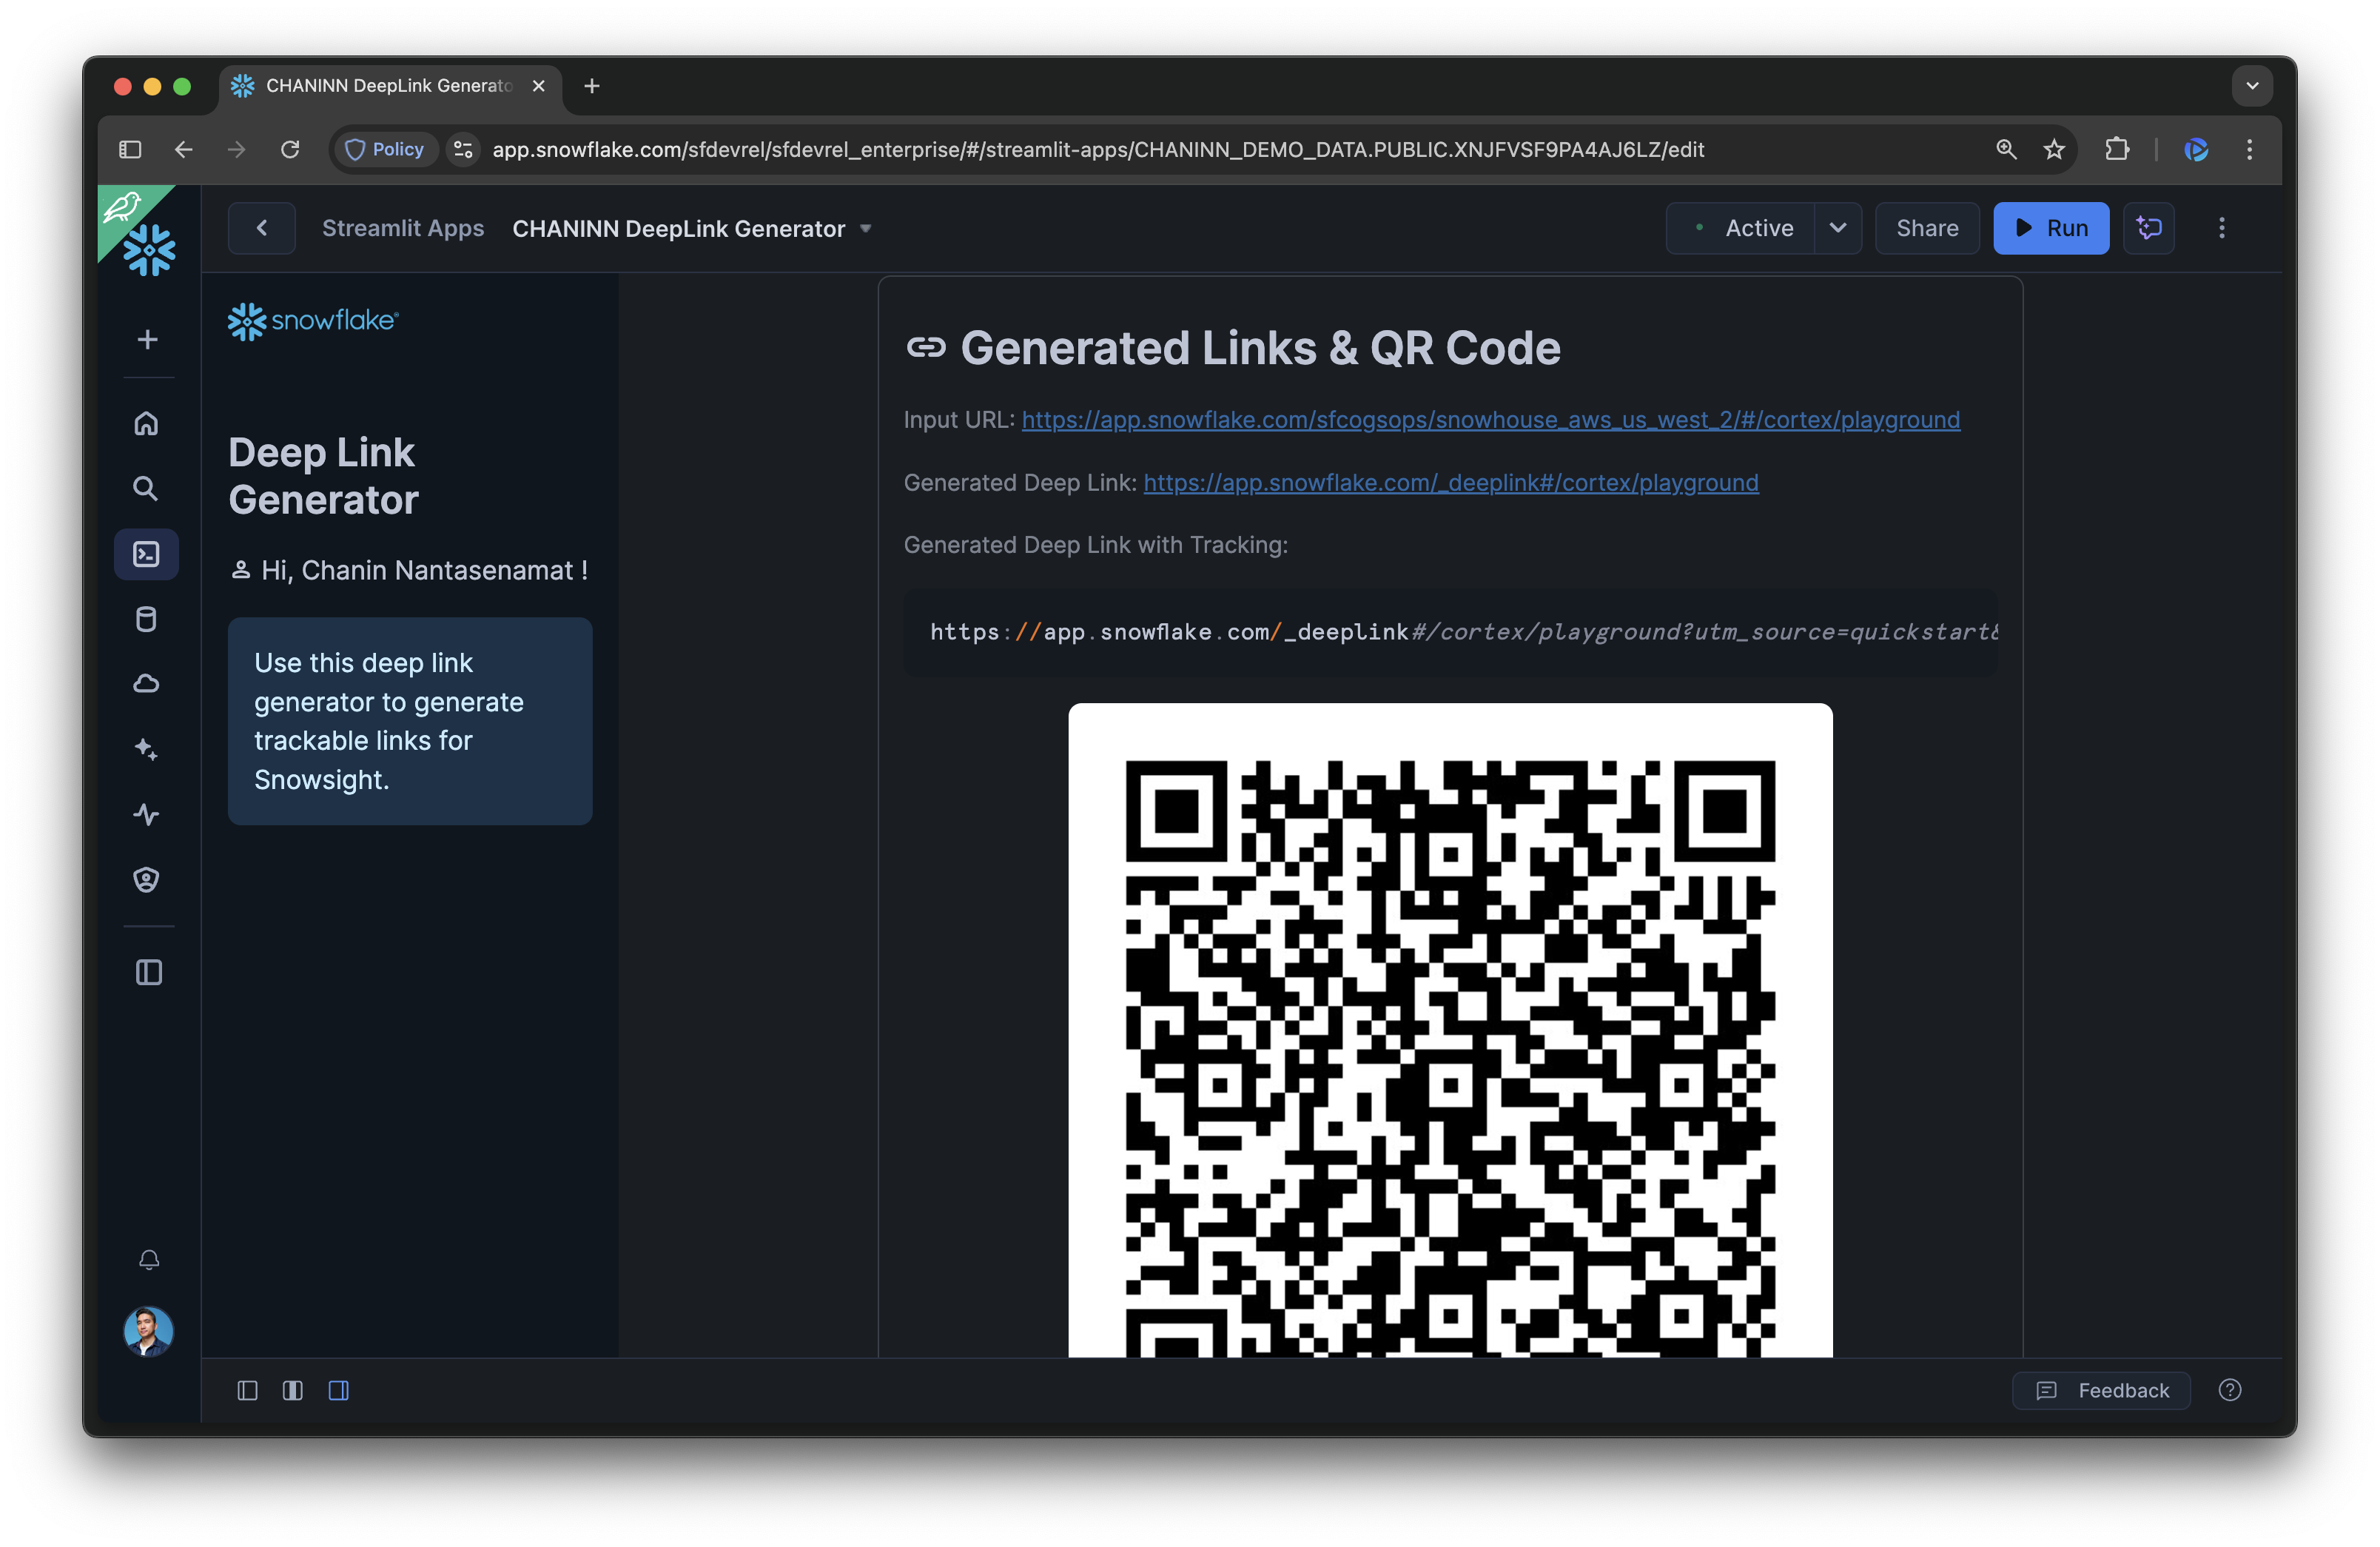 CHANINN DeepLink Generato
Policy
app.snowflake.com/sfdevrel/sfdevrel_enterprise/#/streamlit-apps/CHANINN_DEMO_DATA.PUBLIC.XNJFVSF9PA4AJ6LZ/edit
Streamlit Apps CHANINN DeepLink Generator
Active
Share
Run
snowflake®
Deep Link
Generator
Hi, Chanin Nantasenamat !
Use this deep link
generator to generate
trackable links for
Snowsight.
Generated Links & QR Code
Input URL: https://app.snowflake.com/sfcogsops/snowhouse_aws_us_west_2/#/cortex/playground
Generated Deep Link: https://app.snowflake.com/_deeplink#/cortex/playground
Generated Deep Link with Tracking:
https://app.snowflake.com/_deeplink#/cortex/playground?utm_source=quickstart&
Feedback